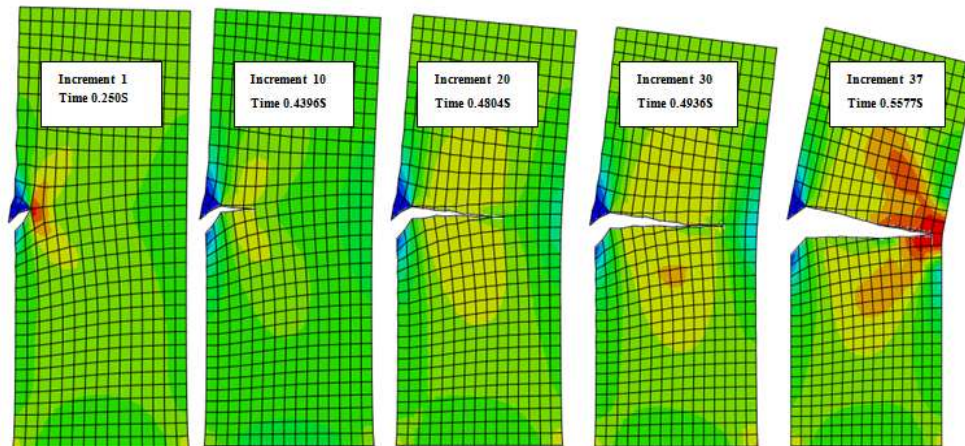 Increment 1
Time 0.250S
Increment 10
Time 0.4396S
Increment 20
Time 0.4804S
Increment 30
Time 0.4936S
Increment 37
Time 0.5577S